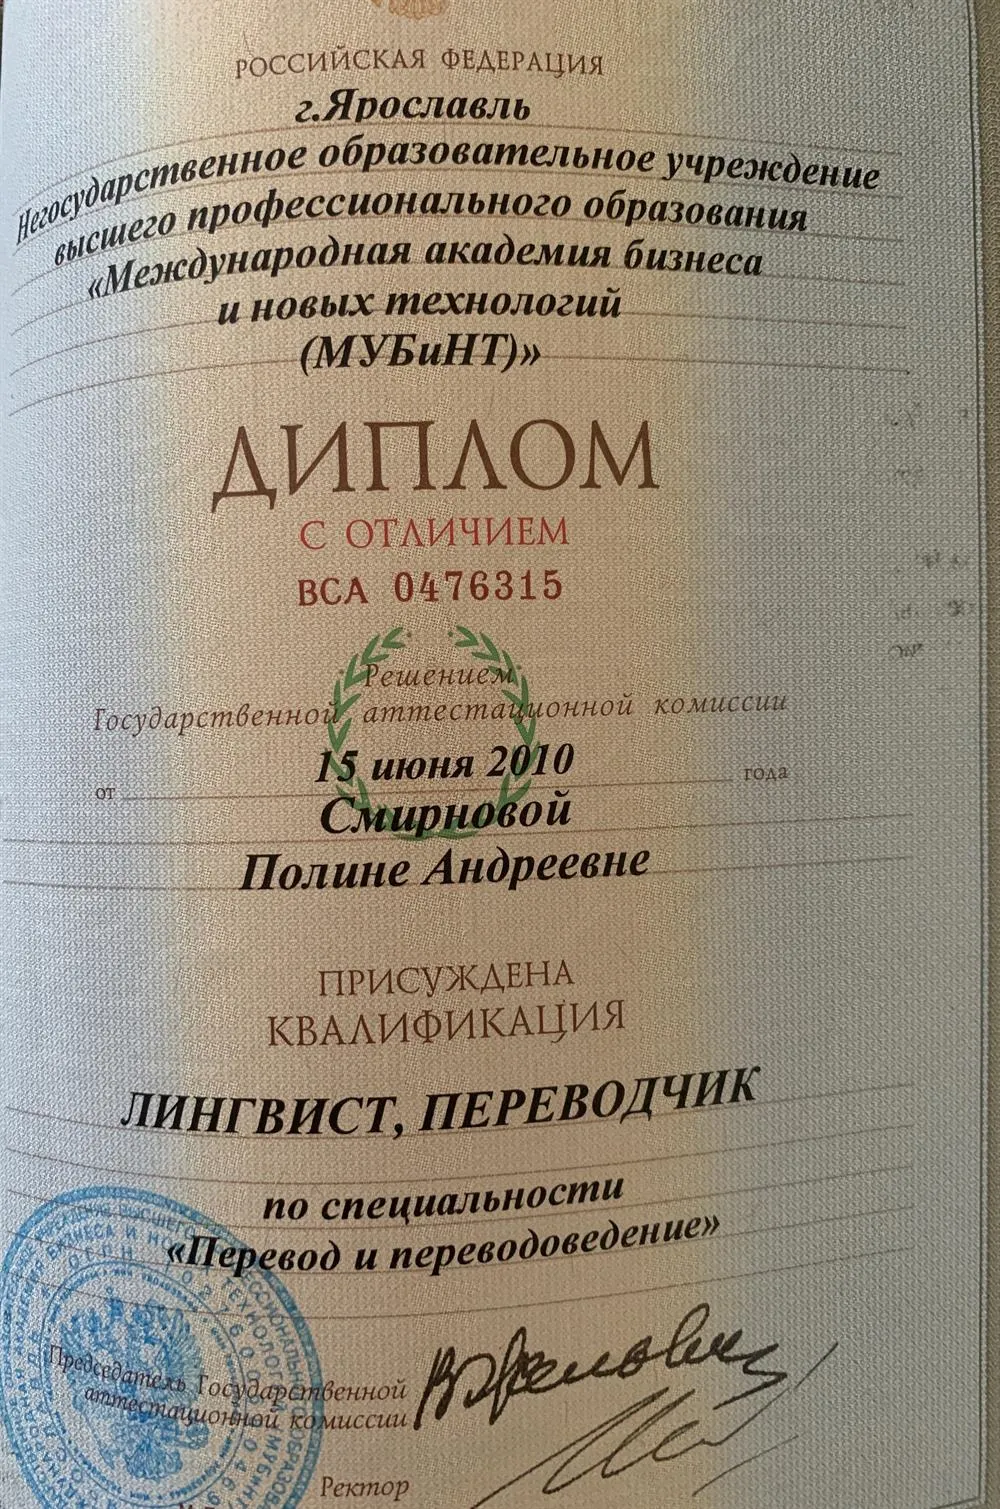 РОССИЙСКАЯ ФЕДЕРАЦИЯ
г.Ярославль
Негосударственное образовательное учреждение
высшего профессионального образования
«Международная академия бизнеса
и новых технологий
(МУБиНТ)»
ДИПЛОМ
С ОТЛИЧИЕМ
ВСА 0476315
Решением
Государственной аттестационной комиссии
от 15 июня 2010 года
Смирновой
Полине Андреевне
ПРИСУЖДЕНА
КВАЛИФИКАЦИЯ
ЛИНГВИСТ, ПЕРЕВОДЧИК
по специальности
«Перевод и переводоведение»
Председатель Государственной
аттестационной комиссии
Ректор